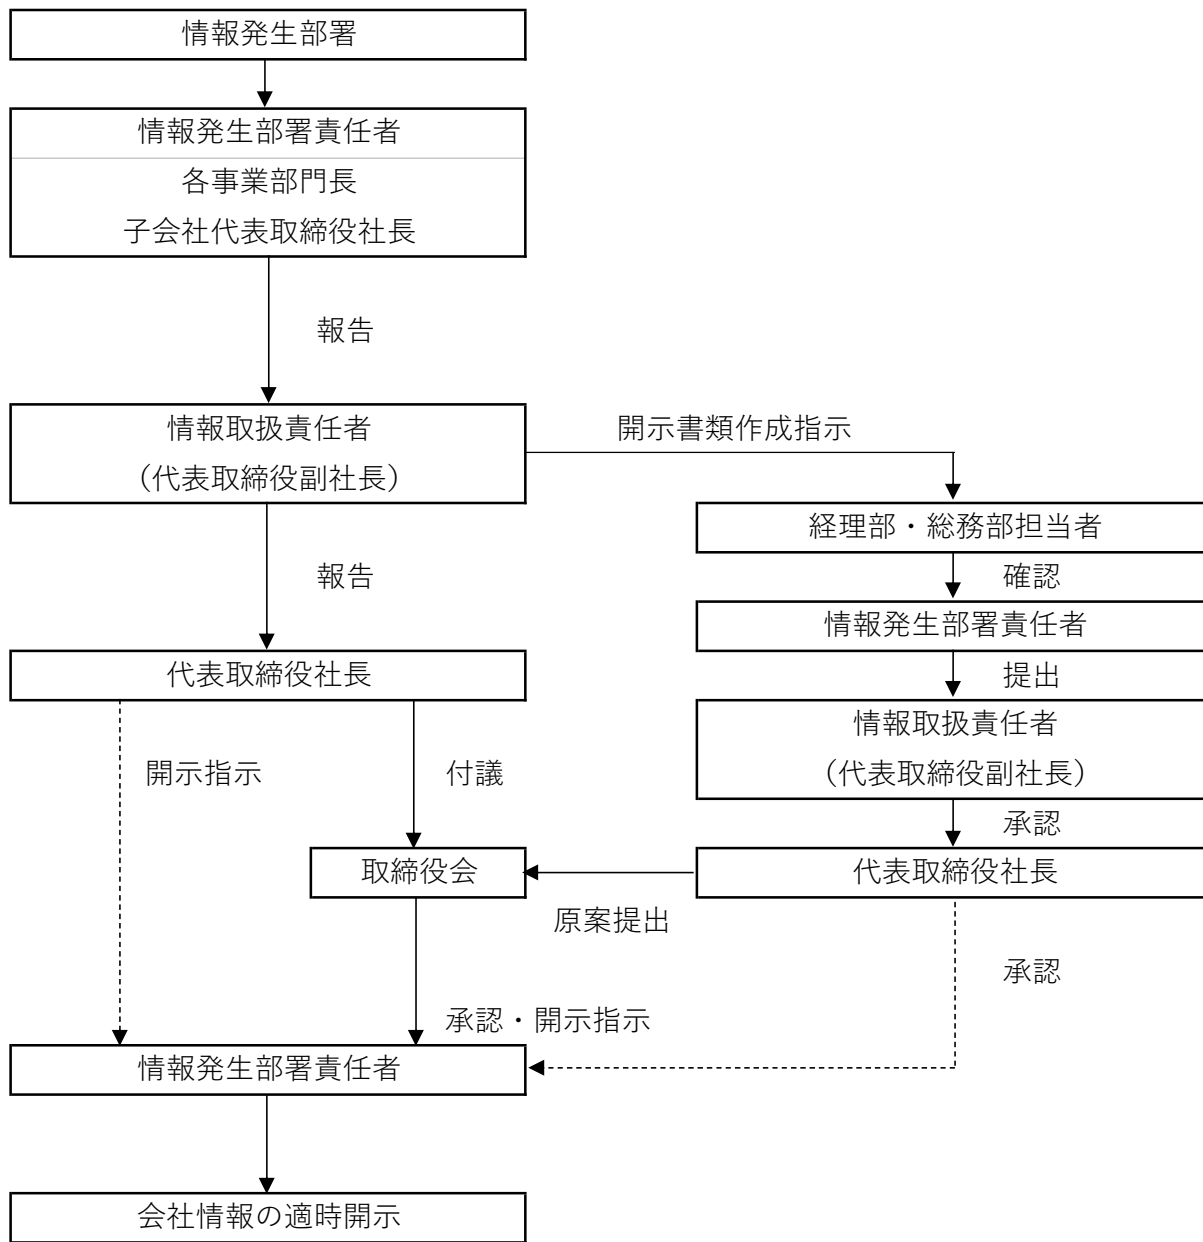 情報発生部署
情報発生部署責任者
各事業部門長
子会社代表取締役社長
報告
情報取扱責任者
（代表取締役副社長）
開示書類作成指示
経理部・総務部担当者
確認
報告
情報発生部署責任者
提出
代表取締役社長
情報取扱責任者
（代表取締役副社長）
開示指示
付議
承認
取締役会
代表取締役社長
原案提出
承認
承認・開示指示
情報発生部署責任者
会社情報の適時開示